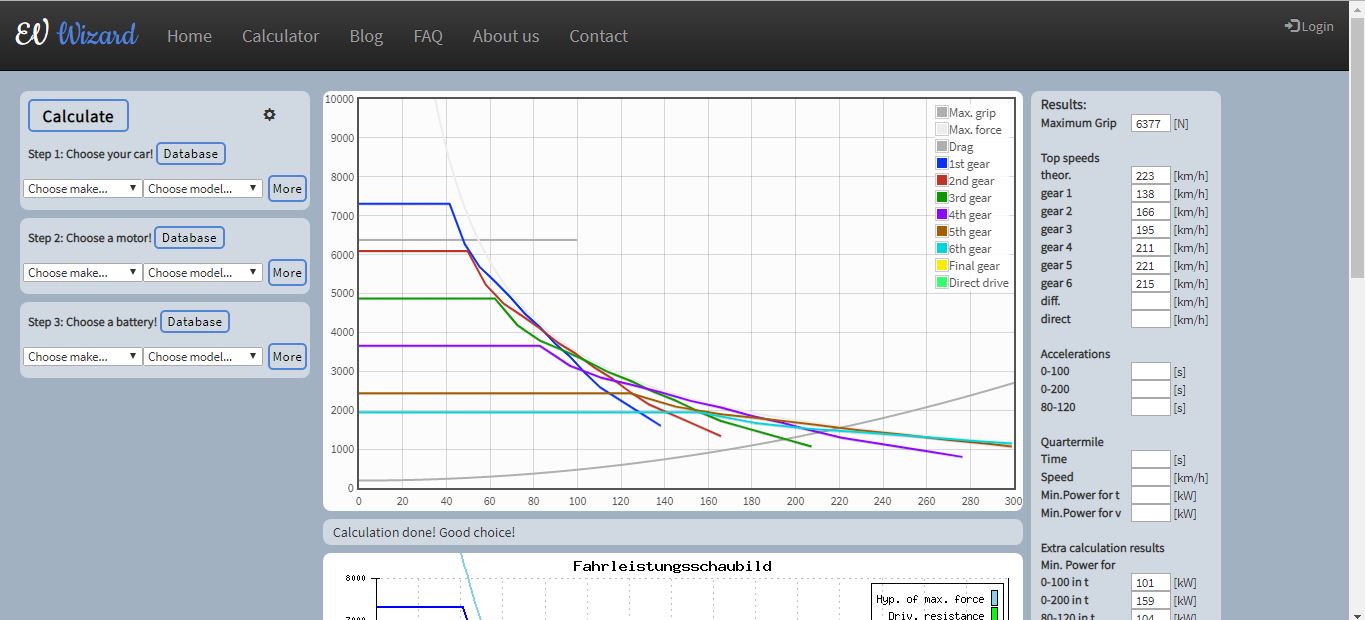 EV Wizard Home Calculator Blog FAQ About us Contact Login
Calculate
Step 1: Choose your car! Database
Choose make... Choose model... More
Step 2: Choose a motor! Database
Choose make... Choose model... More
Step 3: Choose a battery! Database
Choose make... Choose model... More
10000
9000
8000
7000
6000
5000
4000
3000
2000
1000
0
0 20 40 60 80 100 120 140 160 180 200 220 240 260 280 300
Max. grip
Max. force
Drag
1st gear
2nd gear
3rd gear
4th gear
5th gear
6th gear
Final gear
Direct drive
Calculation done! Good choice!
Fahrleistungsschaubild
8000
Hyp. of max. force
Driv. resistance
Results:
Maximum Grip 6377 [N]
Top speeds
theor. 223 [km/h]
gear 1 138 [km/h]
gear 2 166 [km/h]
gear 3 195 [km/h]
gear 4 211 [km/h]
gear 5 221 [km/h]
gear 6 215 [km/h]
diff. [km/h]
direct [km/h]
Accelerations
0-100 [s]
0-200 [s]
80-120 [s]
Quartermile
Time [s]
Speed [km/h]
Min.Power for t [kW]
Min.Power for v [kW]
Extra calculation results
Min. Power for
0-100 in t 101 [kW]
0-200 in t 159 [kW]
80-120 in t 104 [kW]